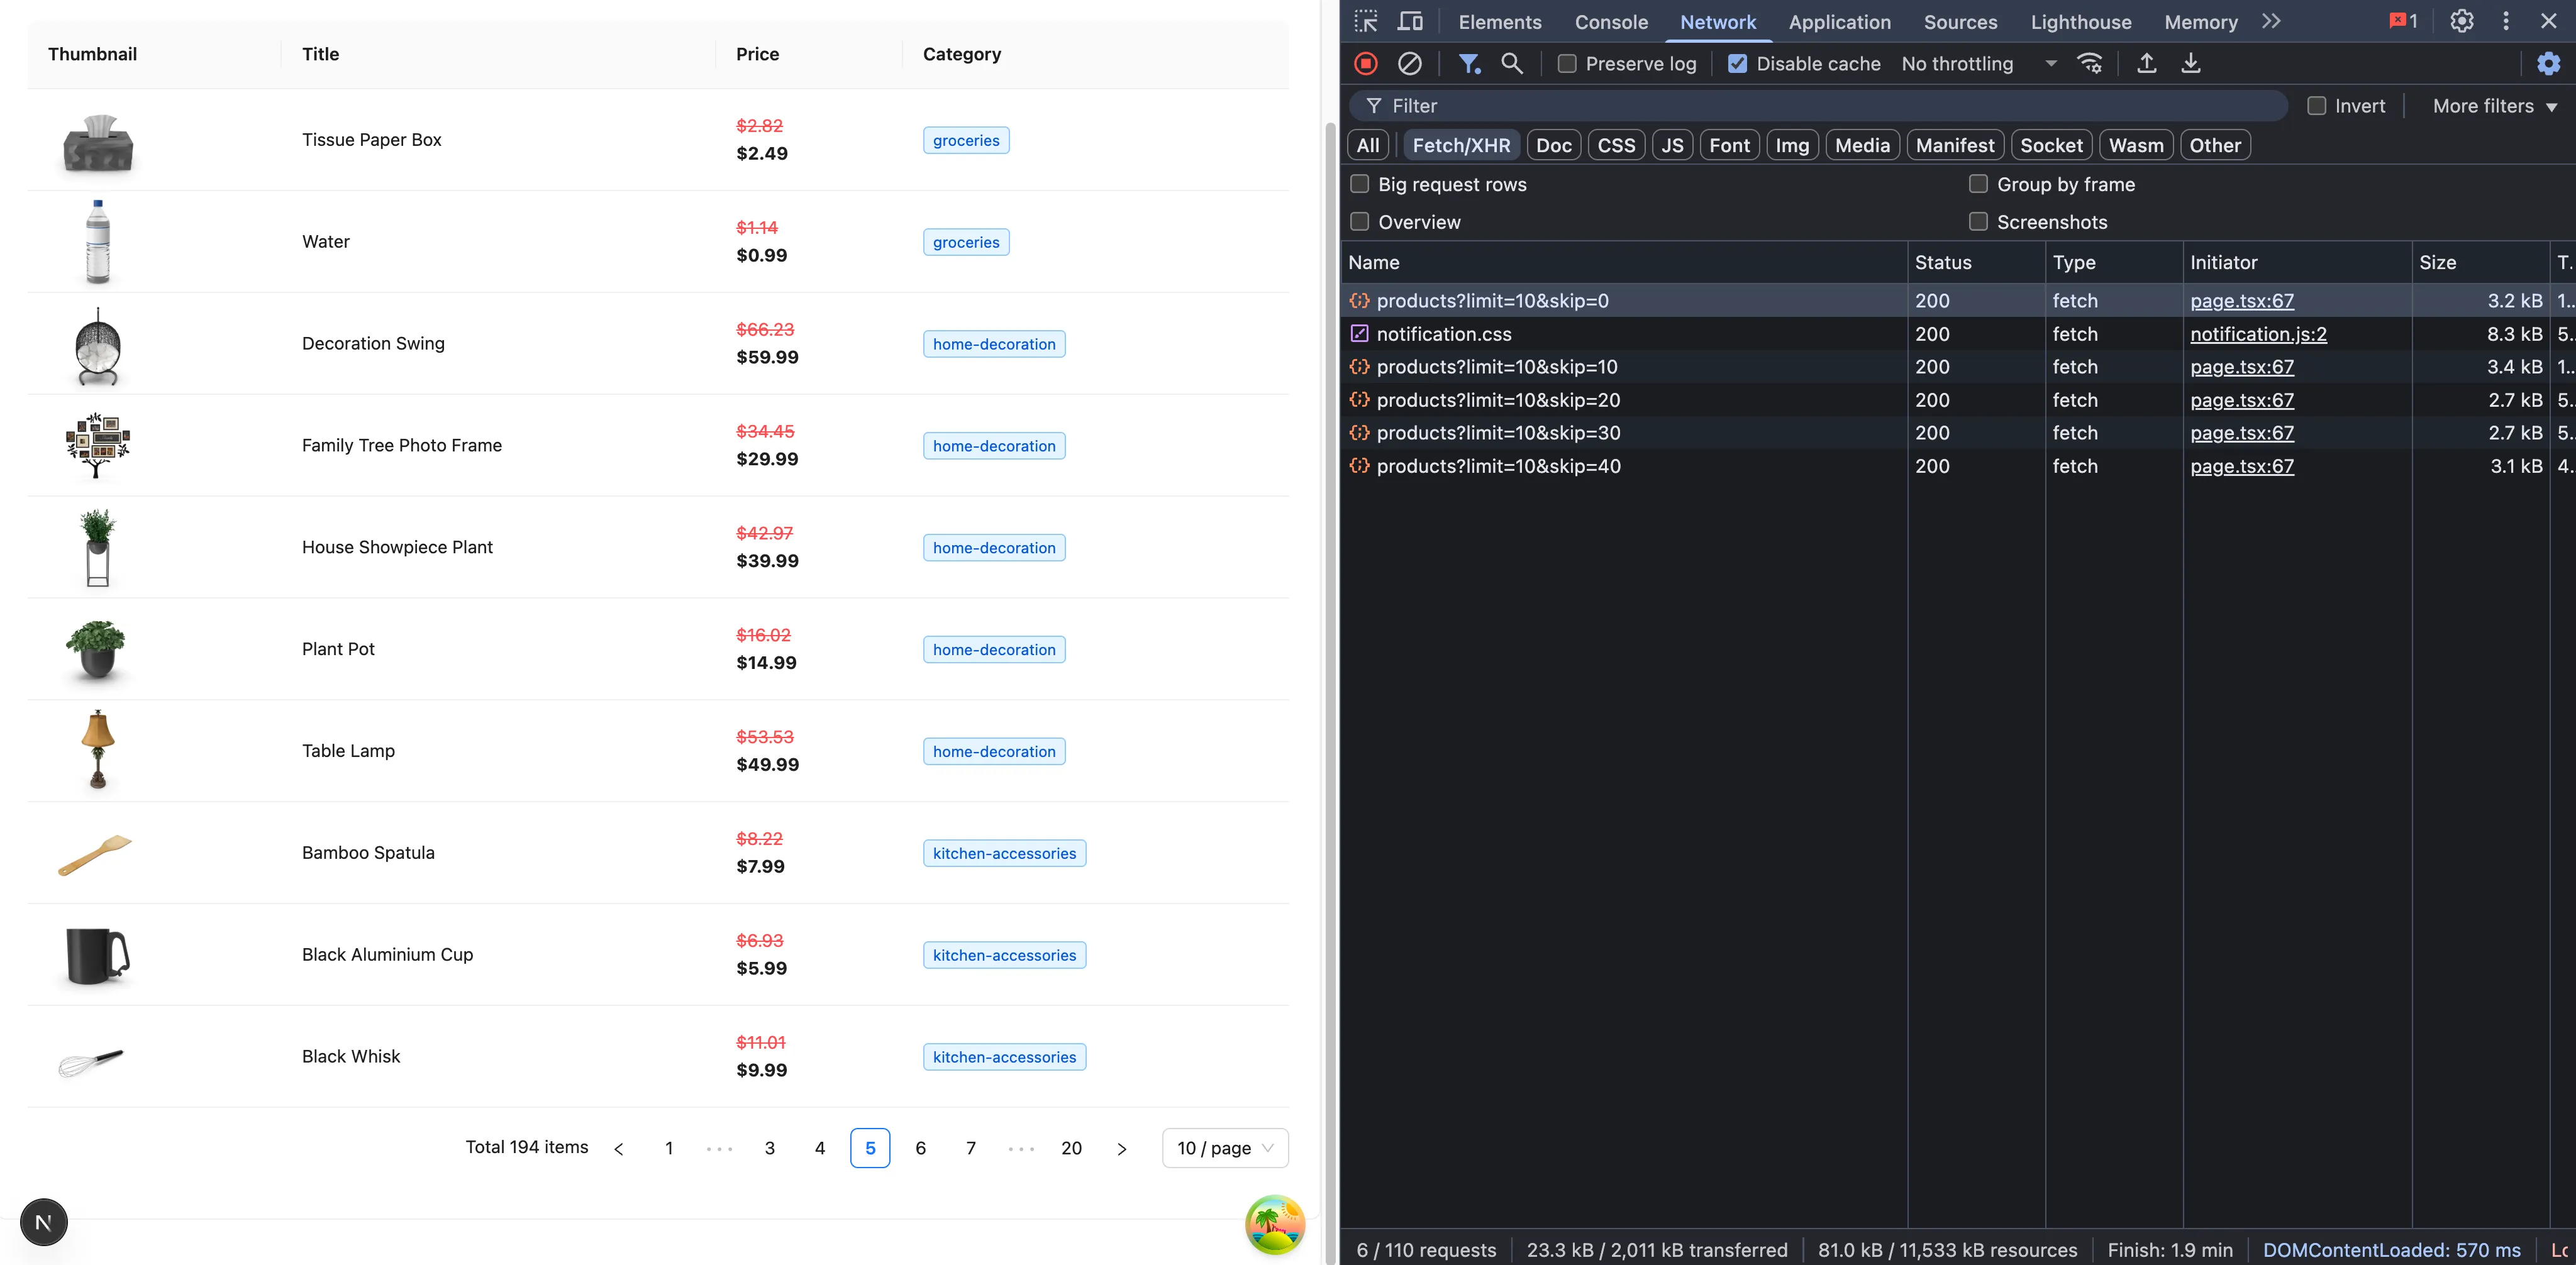 Thumbnail Title Price Category
Tissue Paper Box $2.82 groceries
$2.49
Water $1.14 groceries
$0.99
Decoration Swing $66.23 home-decoration
$59.99
Family Tree Photo Frame $34.45 home-decoration
$29.99
House Showpiece Plant $42.97 home-decoration
$39.99
Plant Pot $16.02 home-decoration
$14.99
Table Lamp $53.53 home-decoration
$49.99
Bamboo Spatula $8.22 kitchen-accessories
$7.99
Black Aluminium Cup $6.93 kitchen-accessories
$5.99
Black Whisk $11.01 kitchen-accessories
$9.99
Total 194 items < 1 ··· 3 4 5 6 7 ··· 20 > 10 / page
N
Elements Console Network Application Sources Lighthouse Memory 1
Preserve log Disable cache No throttling
Filter Invert More filters
All Fetch/XHR Doc CSS JS Font Img Media Manifest Socket Wasm Other
Big request rows Group by frame
Overview Screenshots
Name Status Type Initiator Size T.
products?limit=10&skip=0 200 fetch page.tsx:67 3.2 kB 1..
notification.css 200 fetch notification.js:2 8.3 kB 5..
products?limit=10&skip=10 200 fetch page.tsx:67 3.4 kB 1..
products?limit=10&skip=20 200 fetch page.tsx:67 2.7 kB 5..
products?limit=10&skip=30 200 fetch page.tsx:67 2.7 kB 5..
products?limit=10&skip=40 200 fetch page.tsx:67 3.1 kB 4..
6 / 110 requests 23.3 kB / 2,011 kB transferred 81.0 kB / 11,533 kB resources Finish: 1.9 min DOMContentLoaded: 570 ms